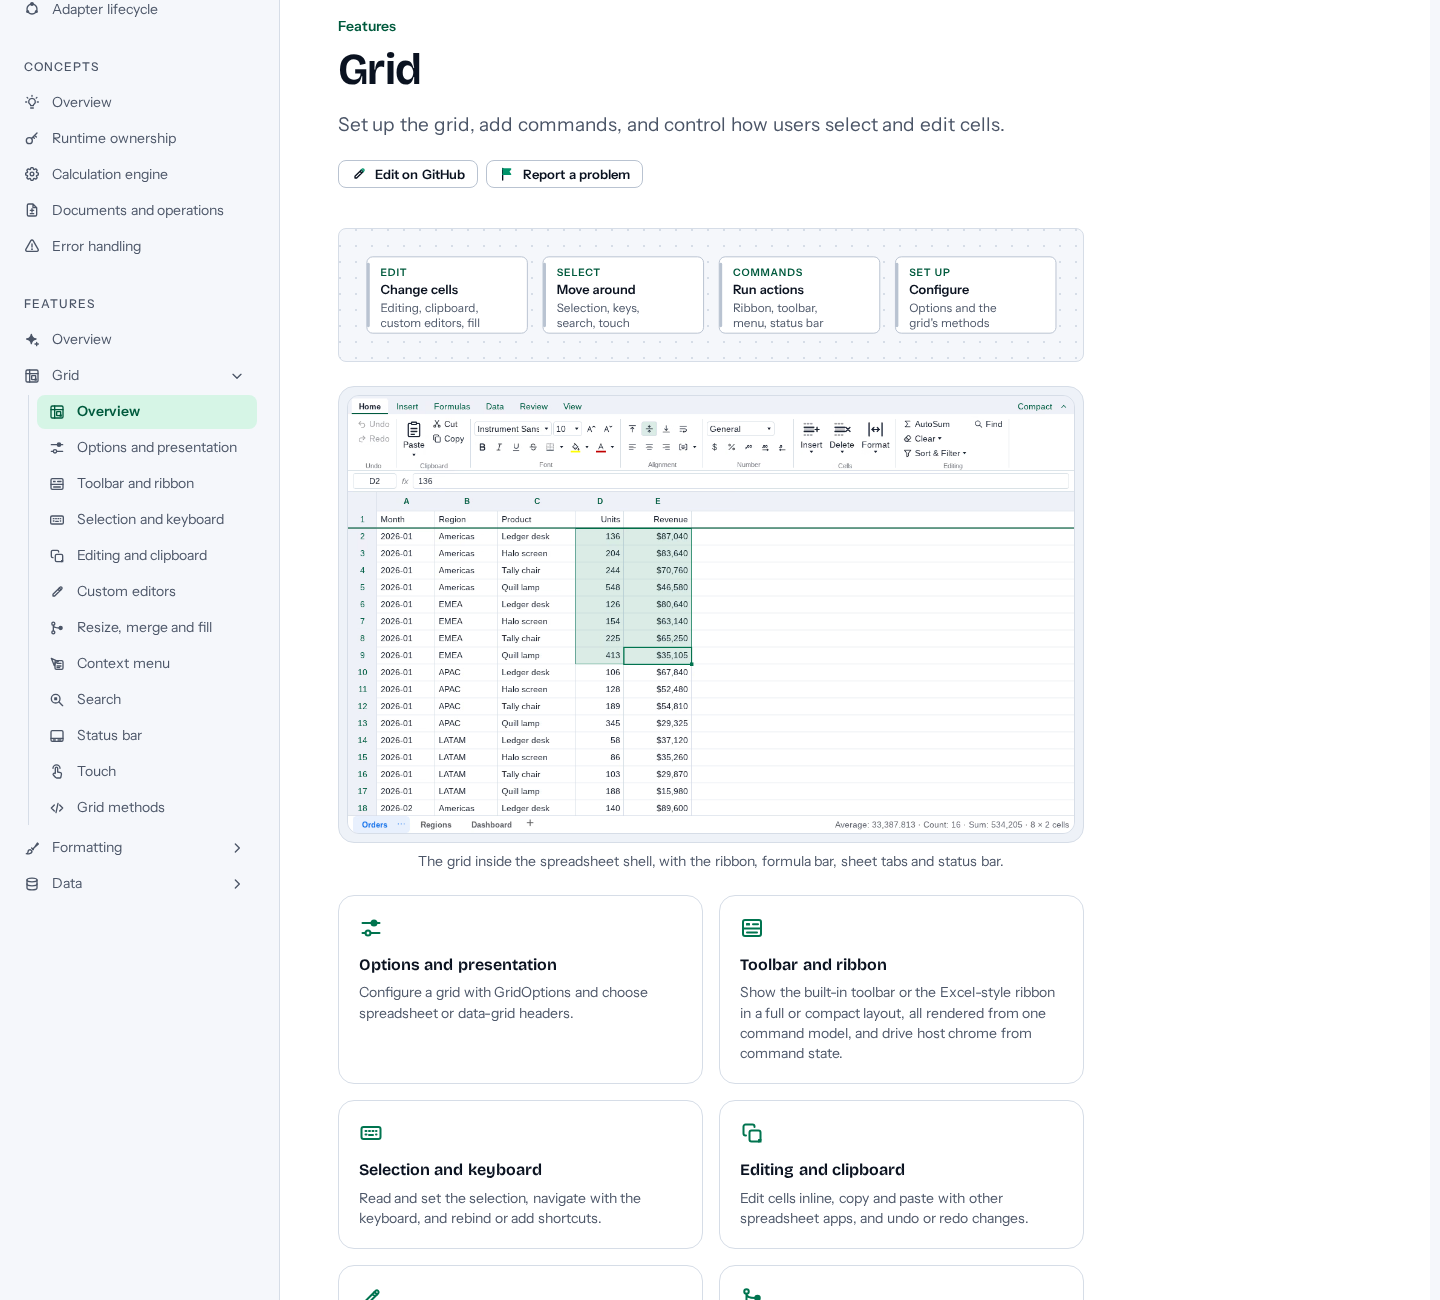 Adapter lifecycle
CONCEPTS
Overview
Runtime ownership
Calculation engine
Documents and operations
Error handling
FEATURES
Overview
Grid
Overview
Options and presentation
Toolbar and ribbon
Selection and keyboard
Editing and clipboard
Custom editors
Resize, merge and fill
Context menu
Search
Status bar
Touch
Grid methods
Formatting
Data
Features
Grid
Set up the grid, add commands, and control how users select and edit cells.
Edit on GitHub
Report a problem
EDIT
Change cells
Editing, clipboard,
custom editors, fill
SELECT
Move around
Selection, keys,
search, touch
COMMANDS
Run actions
Ribbon, toolbar,
menu, status bar
SET UP
Configure
Options and the
grid's methods
Home Insert Formulas Data Review View Compact
Undo
Redo
Undo
Paste
Cut
Copy
Clipboard
Instrument Sans 10 A A
B I U S A
Font
Alignment
General
$ %
Number
Insert Delete Format
Cells
Σ AutoSum
Clear
Sort & Filter
Find
Editing
D2 fx 136
A B C D E
1 Month Region Product Units Revenue
2 2026-01 Americas Ledger desk 136 $87,040
3 2026-01 Americas Halo screen 204 $83,640
4 2026-01 Americas Tally chair 244 $70,760
5 2026-01 Americas Quill lamp 548 $46,580
6 2026-01 EMEA Ledger desk 126 $80,640
7 2026-01 EMEA Halo screen 154 $63,140
8 2026-01 EMEA Tally chair 225 $65,250
9 2026-01 EMEA Quill lamp 413 $35,105
10 2026-01 APAC Ledger desk 106 $67,840
11 2026-01 APAC Halo screen 128 $52,480
12 2026-01 APAC Tally chair 189 $54,810
13 2026-01 APAC Quill lamp 345 $29,325
14 2026-01 LATAM Ledger desk 58 $37,120
15 2026-01 LATAM Halo screen 86 $35,260
16 2026-01 LATAM Tally chair 103 $29,870
17 2026-01 LATAM Quill lamp 188 $15,980
18 2026-02 Americas Ledger desk 140 $89,600
Orders ··· Regions Dashboard + Average: 33,387.813 · Count: 16 · Sum: 534,205 · 8 × 2 cells
The grid inside the spreadsheet shell, with the ribbon, formula bar, sheet tabs and status bar.
Options and presentation
Configure a grid with GridOptions and choose
spreadsheet or data-grid headers.
Toolbar and ribbon
Show the built-in toolbar or the Excel-style ribbon
in a full or compact layout, all rendered from one
command model, and drive host chrome from
command state.
Selection and keyboard
Read and set the selection, navigate with the
keyboard, and rebind or add shortcuts.
Editing and clipboard
Edit cells inline, copy and paste with other
spreadsheet apps, and undo or redo changes.